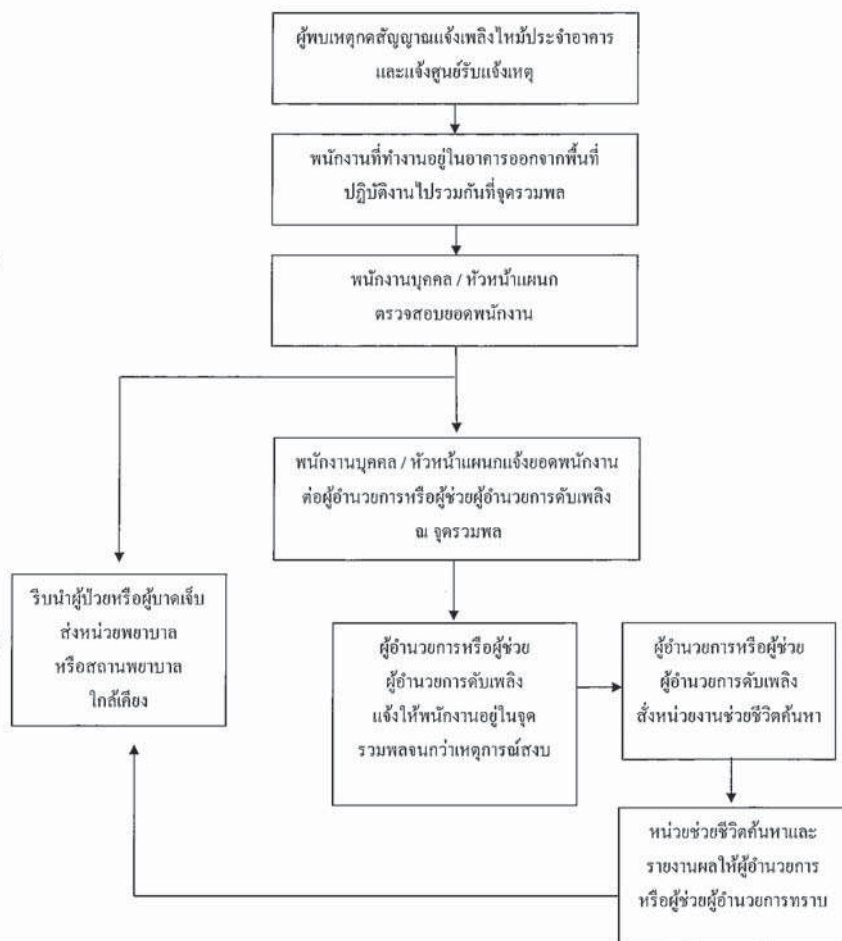 ผู้พบเหตุกดสัญญาณแจ้งเพลิงไหม้ประจำอาคาร
และแจ้งศูนย์รับแจ้งเหตุ
พนักงานที่ทำงานอยู่ในอาคารออกจากพื้นที่
ปฏิบัติงานไปรวมกันที่จุดรวมพล
พนักงานบุคคล / หัวหน้าแผนก
ตรวจสอบยอดพนักงาน
พนักงานบุคคล / หัวหน้าแผนกแจ้งยอดพนักงาน
ต่อผู้อำนวยการหรือผู้ช่วยผู้อำนวยการดับเพลิง
ณ จุดรวมพล
รีบนำผู้ป่วยหรือผู้บาดเจ็บ
ส่งหน่วยพยาบาล
หรือสถานพยาบาล
ใกล้เคียง
ผู้อำนวยการหรือผู้ช่วย
ผู้อำนวยการดับเพลิง
แจ้งให้พนักงานอยู่ในจุด
รวมพลจนกว่าเหตุการณ์สงบ
ผู้อำนวยการหรือผู้ช่วย
ผู้อำนวยการดับเพลิง
สั่งหน่วยงานช่วยชีวิตค้นหา
หน่วยช่วยชีวิตค้นหาและ
รายงานผลให้ผู้อำนวยการ
หรือผู้ช่วยผู้อำนวยการทราบ